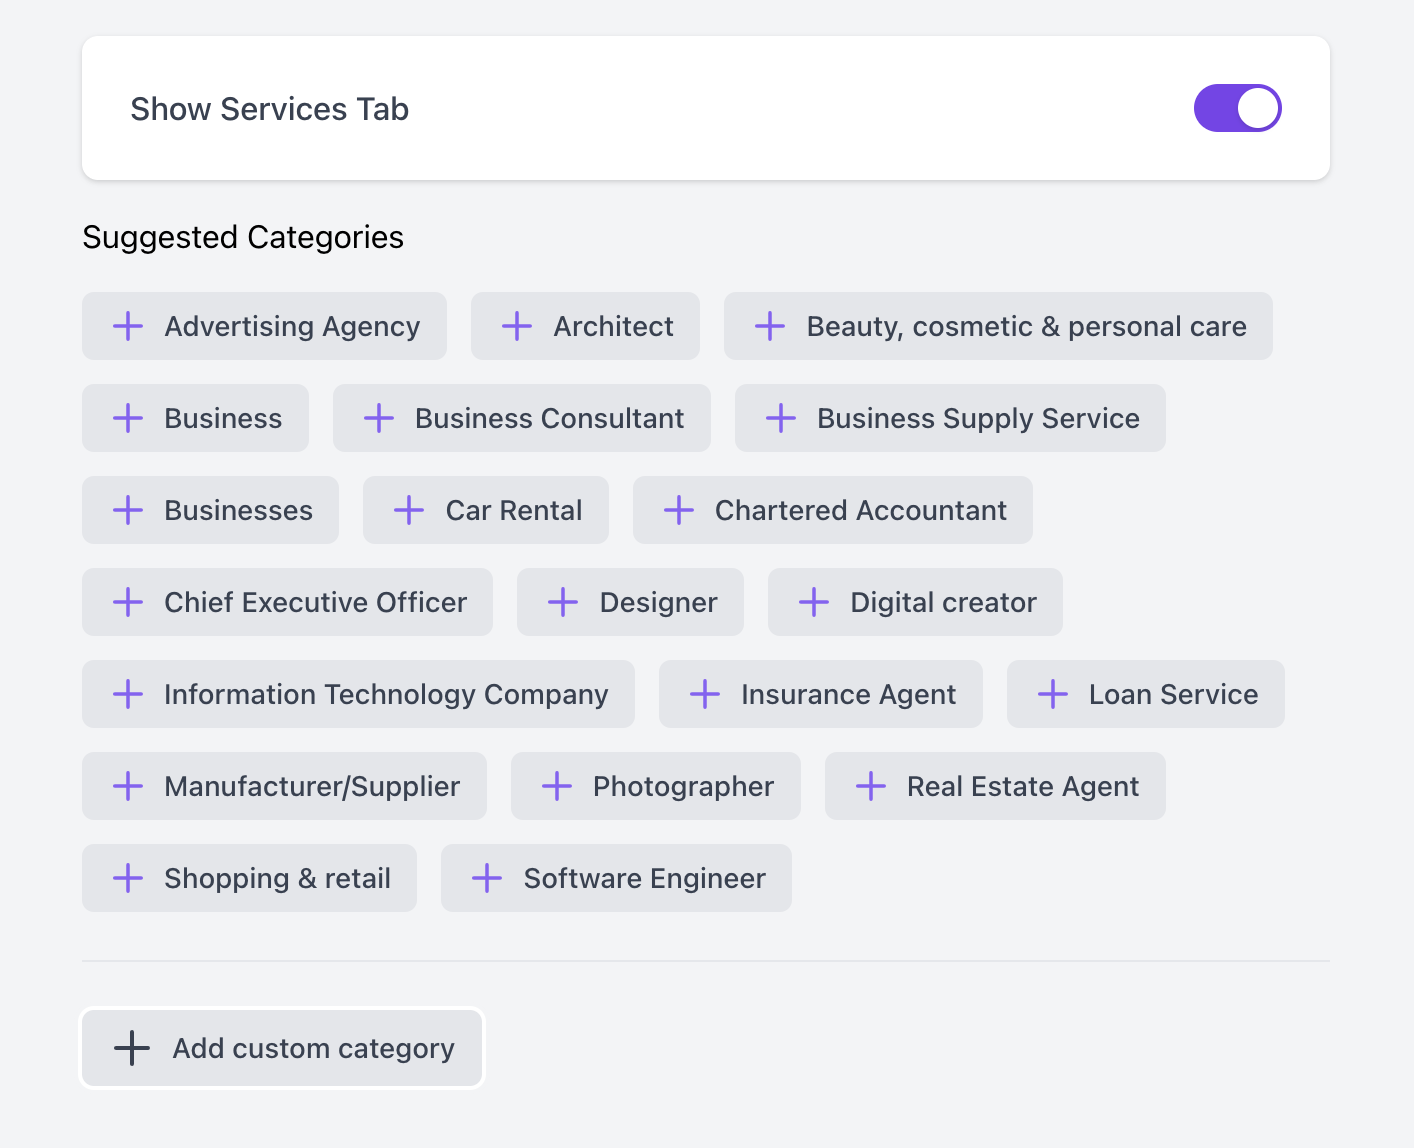 Show Services Tab
Suggested Categories
Advertising Agency
Architect
Beauty, cosmetic & personal care
Business
Business Consultant
Business Supply Service
Businesses
Car Rental
Chartered Accountant
Chief Executive Officer
Designer
Digital creator
Information Technology Company
Insurance Agent
Loan Service
Manufacturer/Supplier
Photographer
Real Estate Agent
Shopping & retail
Software Engineer
Add custom category